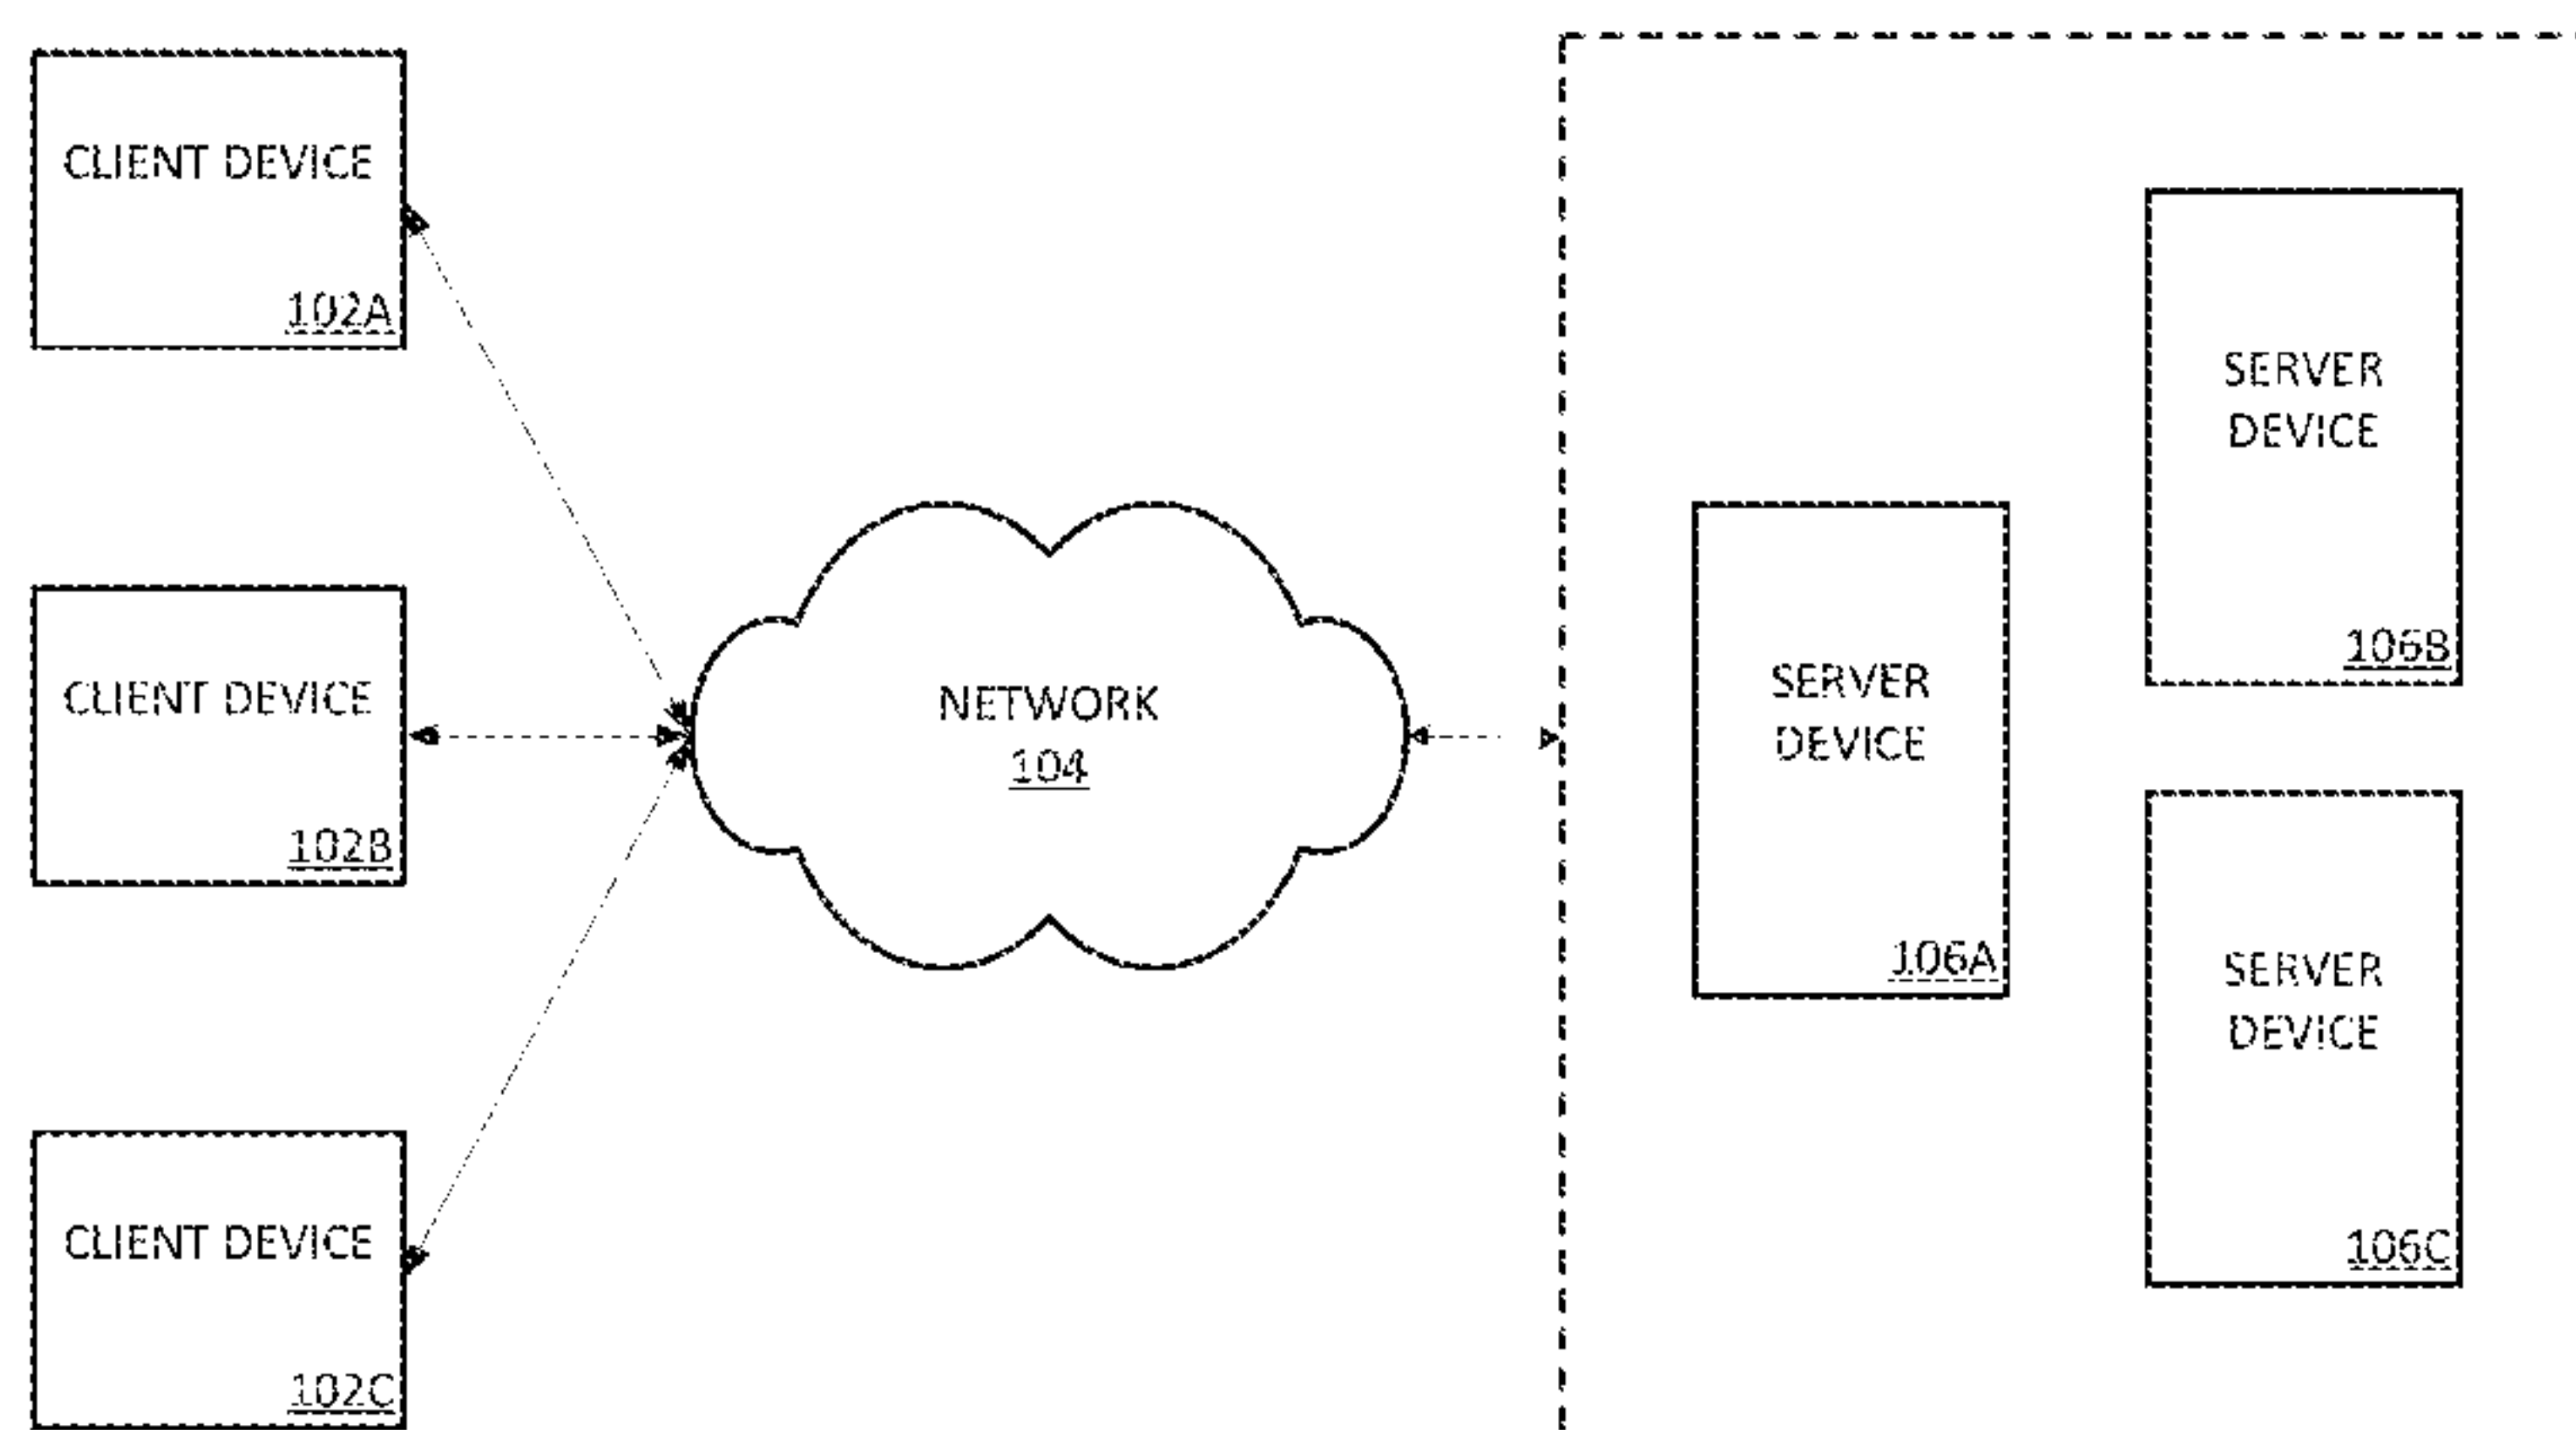 CLIENT DEVICE
102A
CLIENT DEVICE
102B
CLIENT DEVICE
102C
NETWORK
104
SERVER
DEVICE
106A
SERVER
DEVICE
106B
SERVER
DEVICE
106C